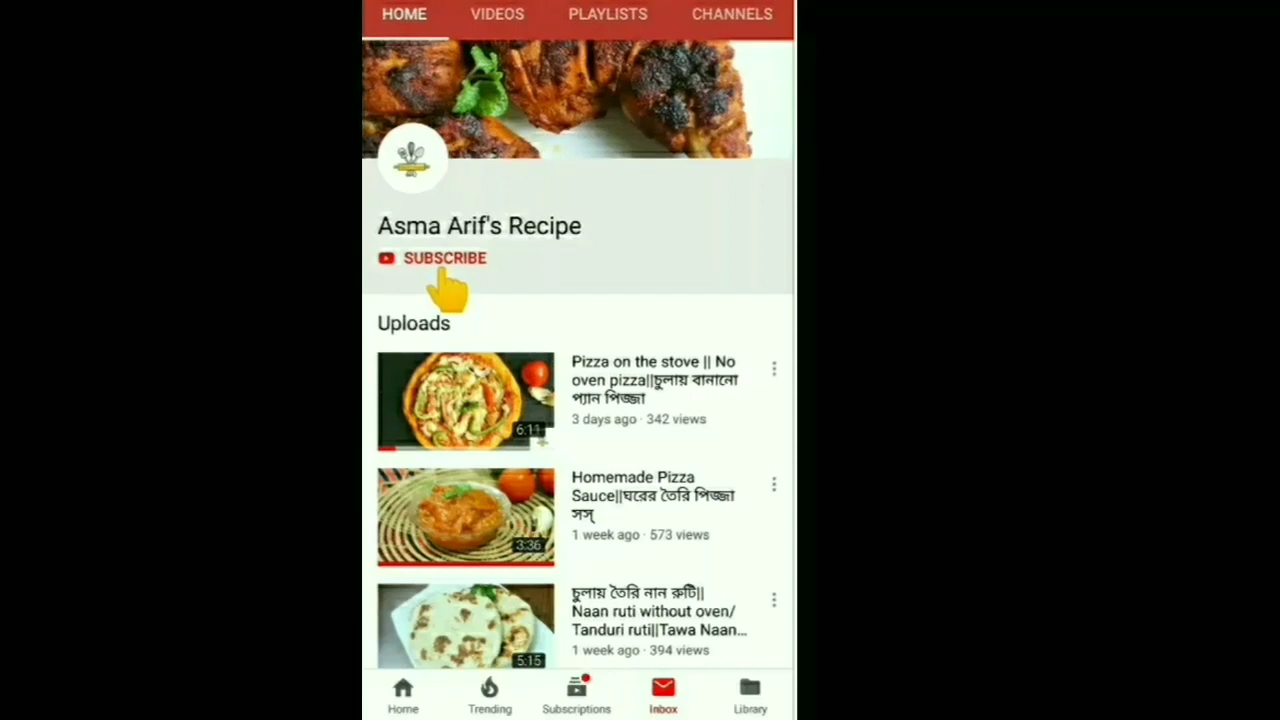 HOME VIDEOS PLAYLISTS CHANNELS
Asma Arif's Recipe
SUBSCRIBE
Uploads
Pizza on the stove || No
oven pizza||চুলায় বানানো
প্যান পিজ্জা
3 days ago · 342 views
6:11
Homemade Pizza
Sauce||ঘরের তৈরি পিজ্জা
সস্
1 week ago · 573 views
3:36
চুলায় তৈরি নান রুটি||
Naan ruti without oven/
Tanduri ruti||Tawa Naan...
1 week ago · 394 views
5:15
Home Trending Subscriptions Inbox Library